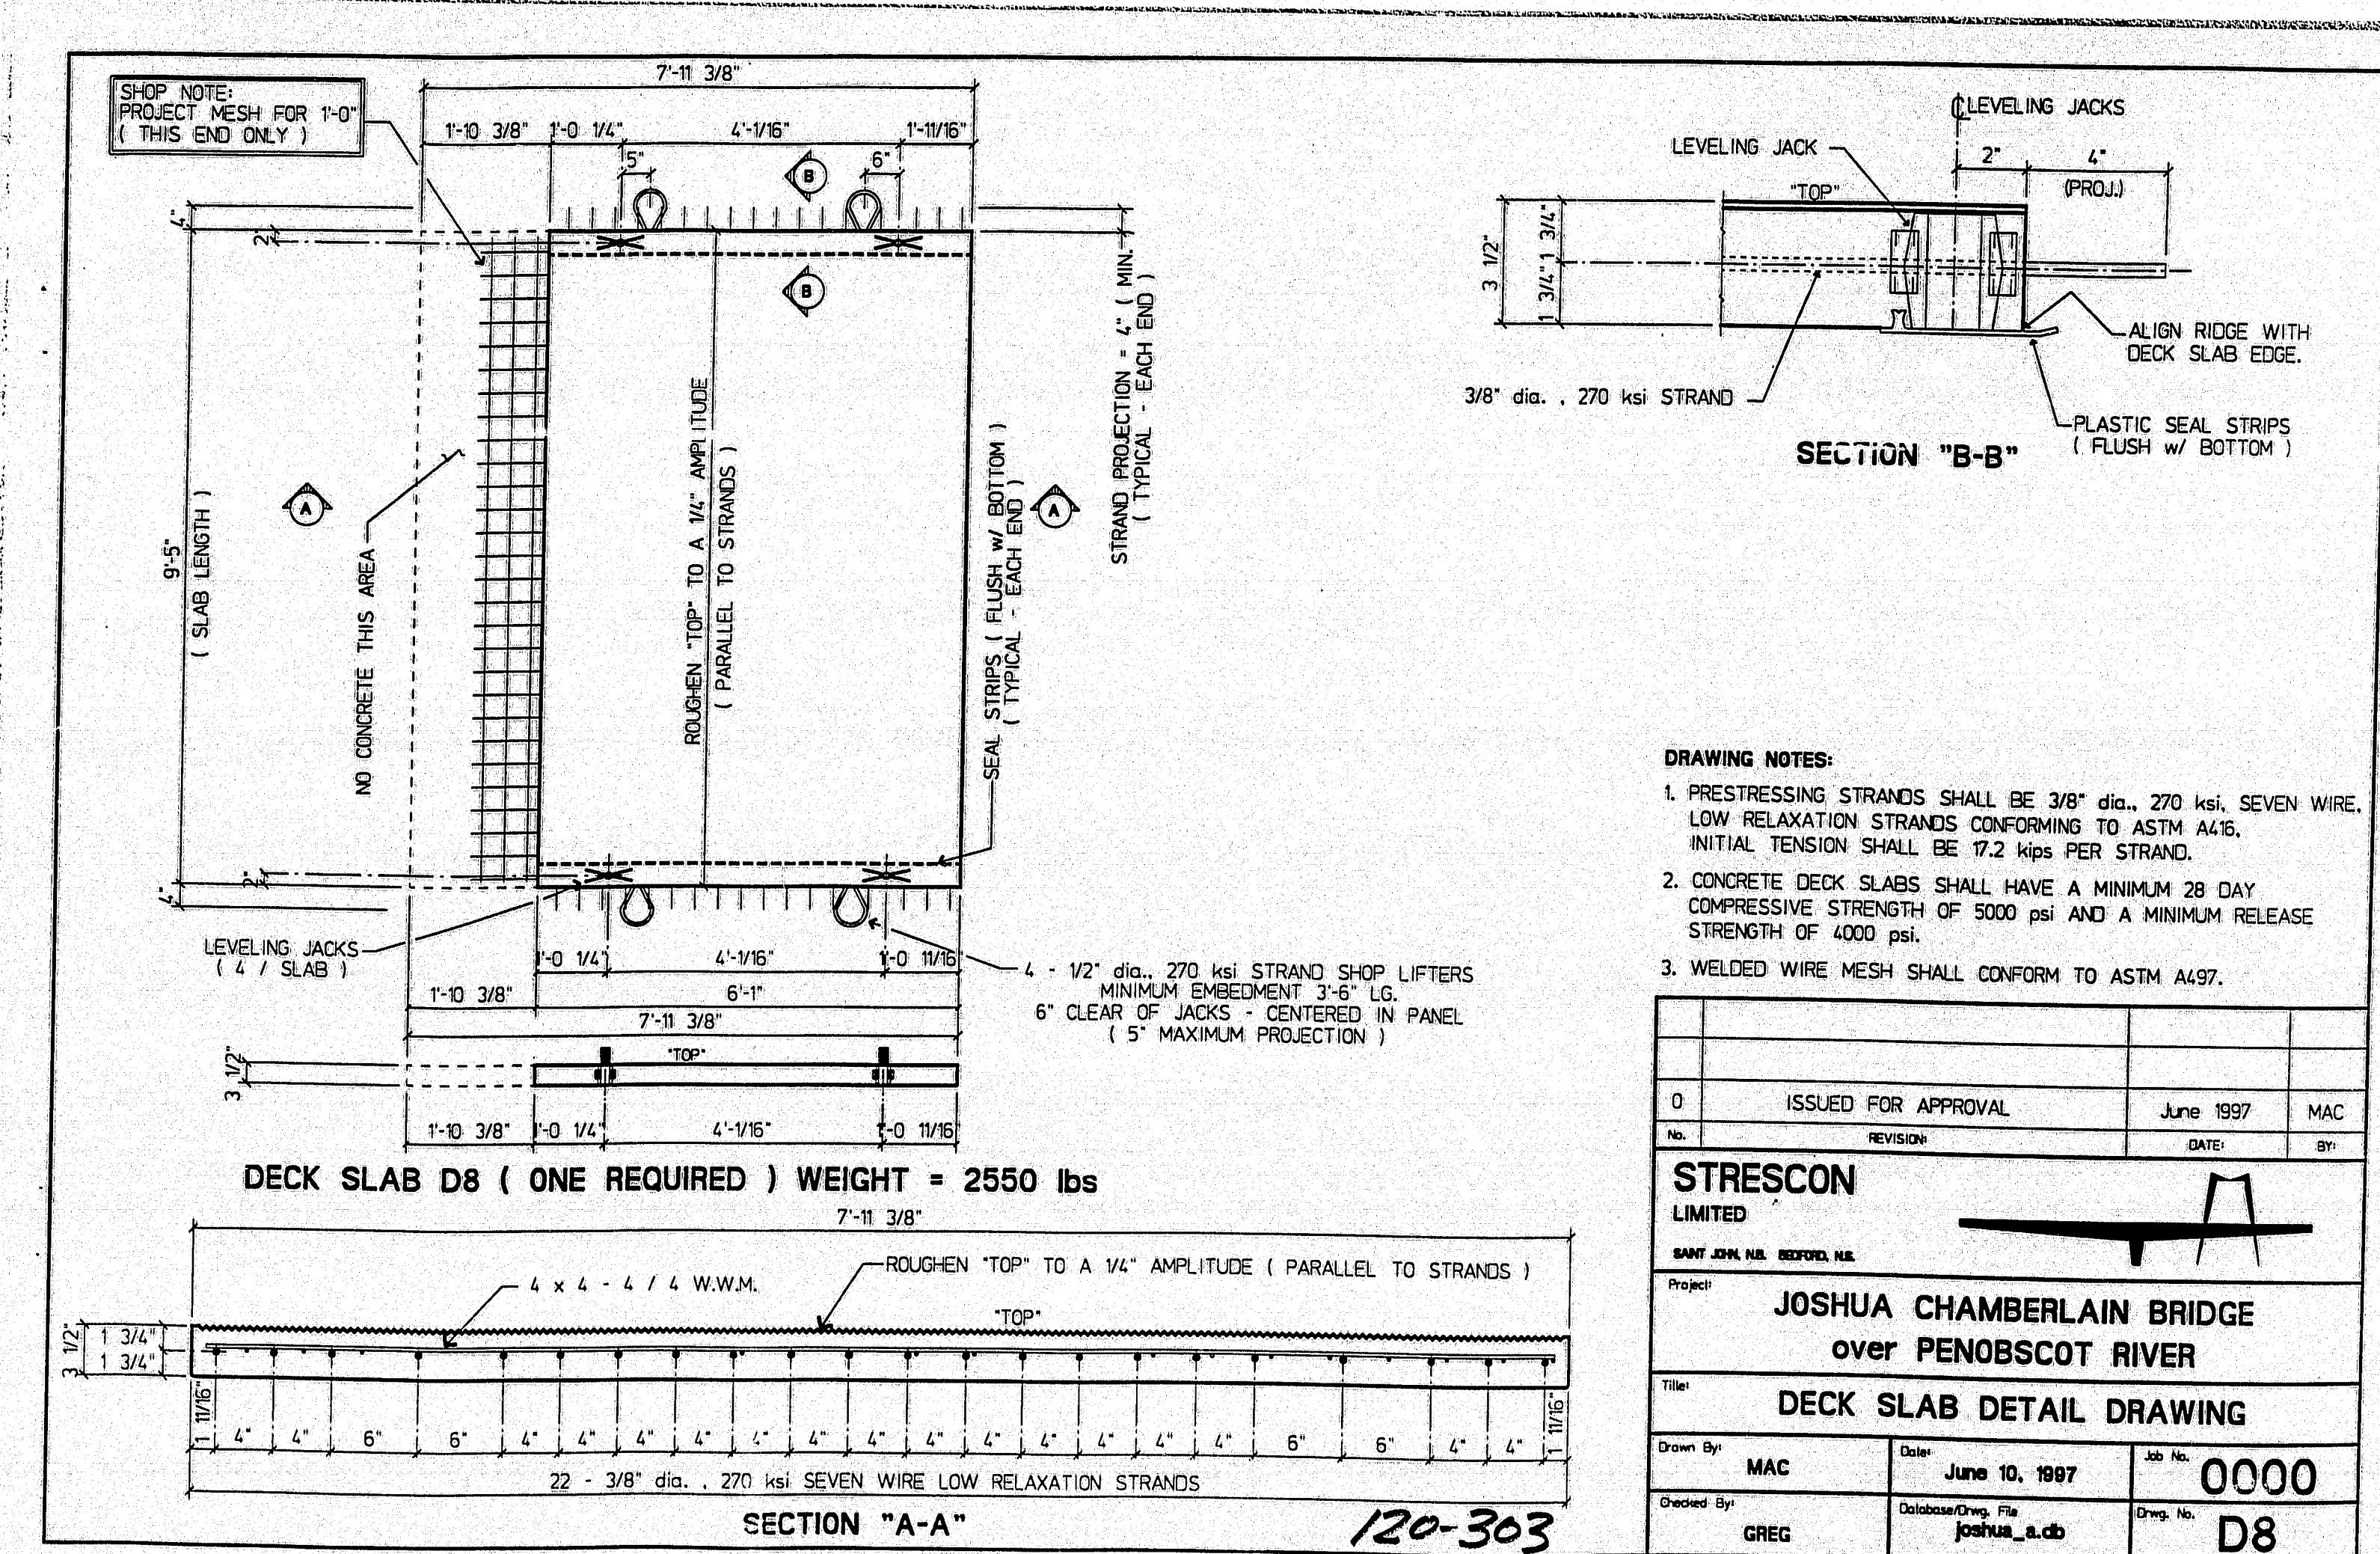 SHOP NOTE:
PROJECT MESH FOR 1'-0"
( THIS END ONLY )
7'-11 3/8"
1'-10 3/8" 1'-0 1/4" 4'-1/16" 1'-11/16"
5" 6"
B
B
4"
2"
9'-5"
( SLAB LENGTH )
A
NO CONCRETE THIS AREA
ROUGHEN "TOP" TO A 1/4" AMPLITUDE
( PARALLEL TO STRANDS )
SEAL STRIPS ( FLUSH w/ BOTTOM )
( TYPICAL - EACH END )
A
STRAND PROJECTION = 4" ( MIN. )
( TYPICAL - EACH END )
2"
4"
LEVELING JACKS
( 4 / SLAB )
1'-0 1/4" 4'-1/16" 1'-0 11/16"
1'-10 3/8" 6'-1"
7'-11 3/8"
4 - 1/2" dia., 270 ksi STRAND SHOP LIFTERS
MINIMUM EMBEDMENT 3'-6" LG.
6" CLEAR OF JACKS - CENTERED IN PANEL
( 5" MAXIMUM PROJECTION )
3 1/2"
"TOP"
1'-10 3/8" 1'-0 1/4" 4'-1/16" 1'-0 11/16"
DECK SLAB D8 ( ONE REQUIRED ) WEIGHT = 2550 lbs
7'-11 3/8"
4 x 4 - 4 / 4 W.W.M.
ROUGHEN "TOP" TO A 1/4" AMPLITUDE ( PARALLEL TO STRANDS )
"TOP"
3 1/2"
1 3/4"
1 3/4"
1 11/16" 4" 4" 6" 6" 4" 4" 4" 4" 4" 4" 4" 4" 4" 4" 4" 4" 4" 6" 6" 4" 4" 1 11/16"
22 - 3/8" dia. , 270 ksi SEVEN WIRE LOW RELAXATION STRANDS
SECTION "A-A"
120-303
℄ LEVELING JACKS
LEVELING JACK
2" 4"
(PROJ.)
"TOP"
3 1/2"
1 3/4" 1 3/4"
ALIGN RIDGE WITH
DECK SLAB EDGE.
3/8" dia. , 270 ksi STRAND
PLASTIC SEAL STRIPS
( FLUSH w/ BOTTOM )
SECTION "B-B"
DRAWING NOTES:
1. PRESTRESSING STRANDS SHALL BE 3/8" dia., 270 ksi, SEVEN WIRE,
LOW RELAXATION STRANDS CONFORMING TO ASTM A416.
INITIAL TENSION SHALL BE 17.2 kips PER STRAND.
2. CONCRETE DECK SLABS SHALL HAVE A MINIMUM 28 DAY
COMPRESSIVE STRENGTH OF 5000 psi AND A MINIMUM RELEASE
STRENGTH OF 4000 psi.
3. WELDED WIRE MESH SHALL CONFORM TO ASTM A497.
0 ISSUED FOR APPROVAL June 1997 MAC
No. REVISION: DATE: BY:
STRESCON
LIMITED
SAINT JOHN, N.B. BEDFORD, N.S.
Project:
JOSHUA CHAMBERLAIN BRIDGE
over PENOBSCOT RIVER
Title:
DECK SLAB DETAIL DRAWING
Drawn By: MAC
Date: June 10, 1997
Job No. 0000
Checked By: GREG
Database/Drwg. File joshua_a.db
Drwg. No. D8